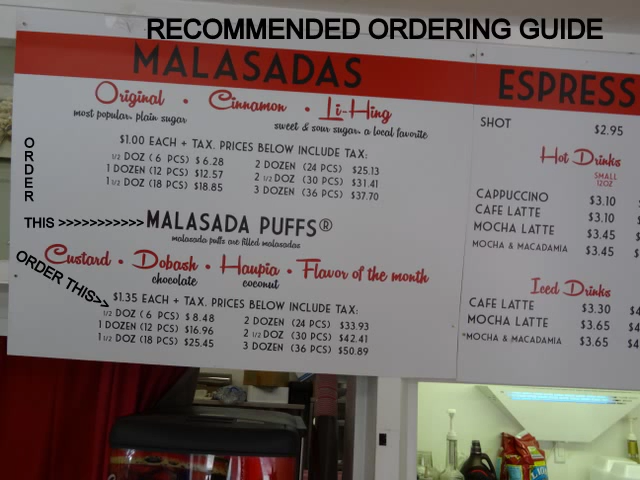 RECOMMENDED ORDERING GUIDE
MALASADAS
Original • Cinnamon • Li-Hing
most popular, plain sugar
sweet & sour sugar, a local favorite
$1.00 EACH + TAX. PRICES BELOW INCLUDE TAX:
1/2 DOZ ( 6 PCS) $ 6.28
1 DOZEN (12 PCS) $12.57
1 1/2 DOZ (18 PCS) $18.85
2 DOZEN (24 PCS) $25.13
2 1/2 DOZ (30 PCS) $31.41
3 DOZEN (36 PCS) $37.70
ORDER
THIS >>>>>>>>>>>
MALASADA PUFFS®
malasada puffs are filled malasadas
Custard • Dobash • Haupia • Flavor of the month
chocolate
coconut
ORDER THIS>>
$1.35 EACH + TAX. PRICES BELOW INCLUDE TAX:
1/2 DOZ ( 6 PCS) $ 8.48
1 DOZEN (12 PCS) $16.96
1 1/2 DOZ (18 PCS) $25.45
2 DOZEN (24 PCS) $33.93
2 1/2 DOZ (30 PCS) $42.41
3 DOZEN (36 PCS) $50.89
ESPRESS
SHOT $2.95
Hot Drinks
SMALL
12OZ
CAPPUCCINO $3.10
CAFE LATTE $3.10
MOCHA LATTE $3.45
MOCHA & MACADAMIA $3.45
Iced Drinks
CAFE LATTE $3.30 $4
MOCHA LATTE $3.65 $4
*MOCHA & MACADAMIA $3.65 $4